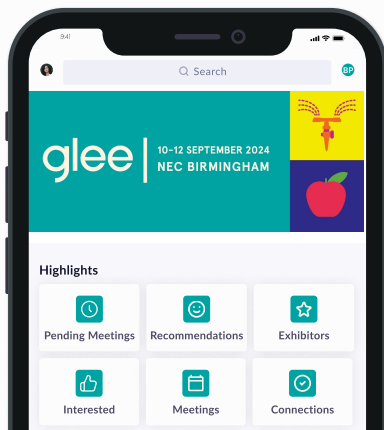 9:41
Search
BP
glee
10-12 SEPTEMBER 2024
NEC BIRMINGHAM
Highlights
Pending Meetings
Recommendations
Exhibitors
Interested
Meetings
Connections